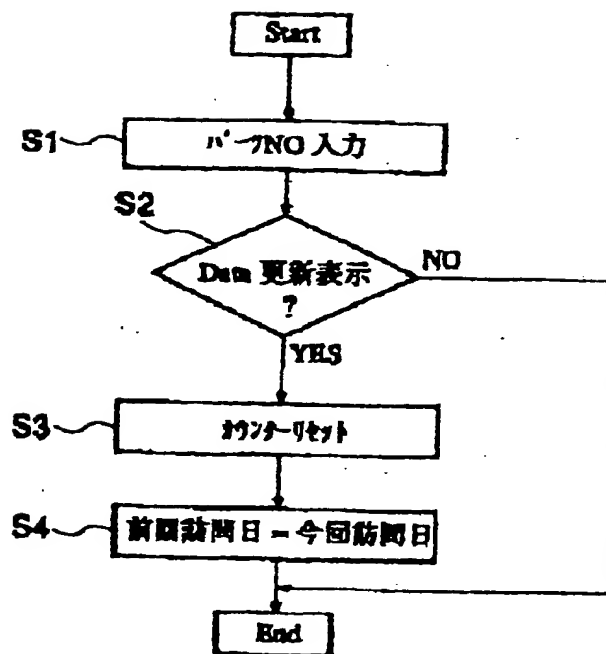 Start
S1
パーツNO 入力
S2
Data 更新表示
?
NO
YES
S3
カウンターリセット
S4
前回訪問日 = 今回訪問日
End